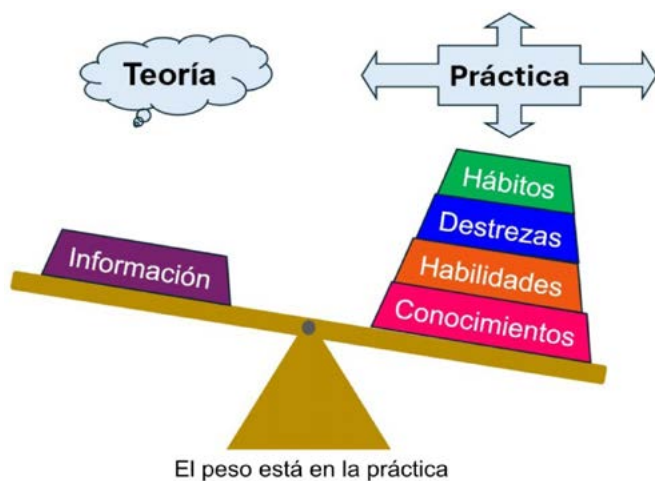 Teoría
Práctica
Hábitos
Destrezas
Habilidades
Conocimientos
Información
El peso está en la práctica